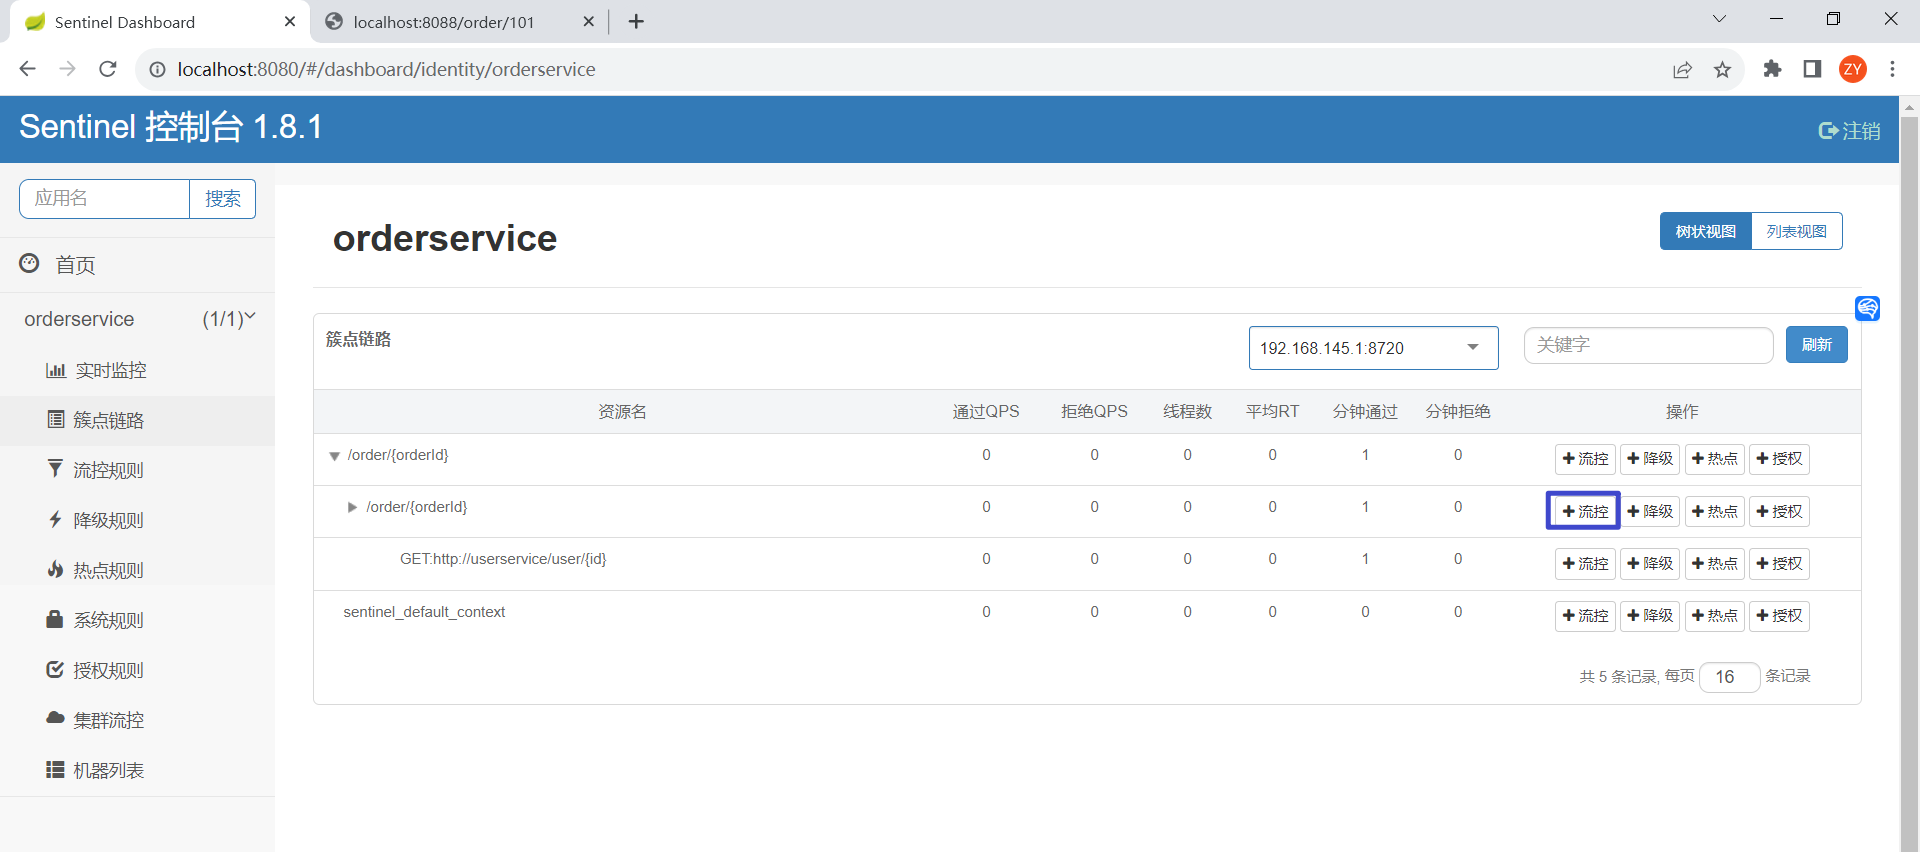 Sentinel Dashboard
localhost:8088/order/101
localhost:8080/#/dashboard/identity/orderservice
ZY
Sentinel 控制台 1.8.1
注销
应用名
搜索
首页
orderservice (1/1)
实时监控
簇点链路
流控规则
降级规则
热点规则
系统规则
授权规则
集群流控
机器列表
orderservice
树状视图 列表视图
簇点链路
192.168.145.1:8720
关键字
刷新
资源名 通过QPS 拒绝QPS 线程数 平均RT 分钟通过 分钟拒绝 操作
/order/{orderId} 0 0 0 0 1 0 流控 降级 热点 授权
/order/{orderId} 0 0 0 0 1 0 流控 降级 热点 授权
GET:http://userservice/user/{id} 0 0 0 0 1 0 流控 降级 热点 授权
sentinel_default_context 0 0 0 0 0 0 流控 降级 热点 授权
共 5 条记录, 每页 16 条记录